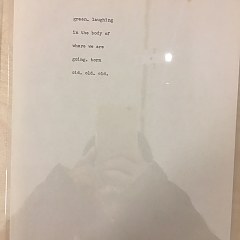 green, laughing
in the body of
where we are
going, born
old, old, old,